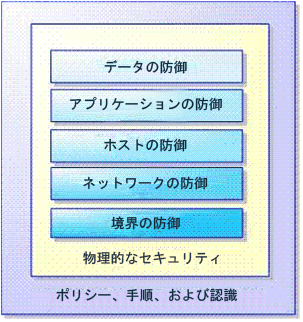 データの防御
アプリケーションの防御
ホストの防御
ネットワークの防御
境界の防御
物理的なセキュリティ
ポリシー、手順、および認識